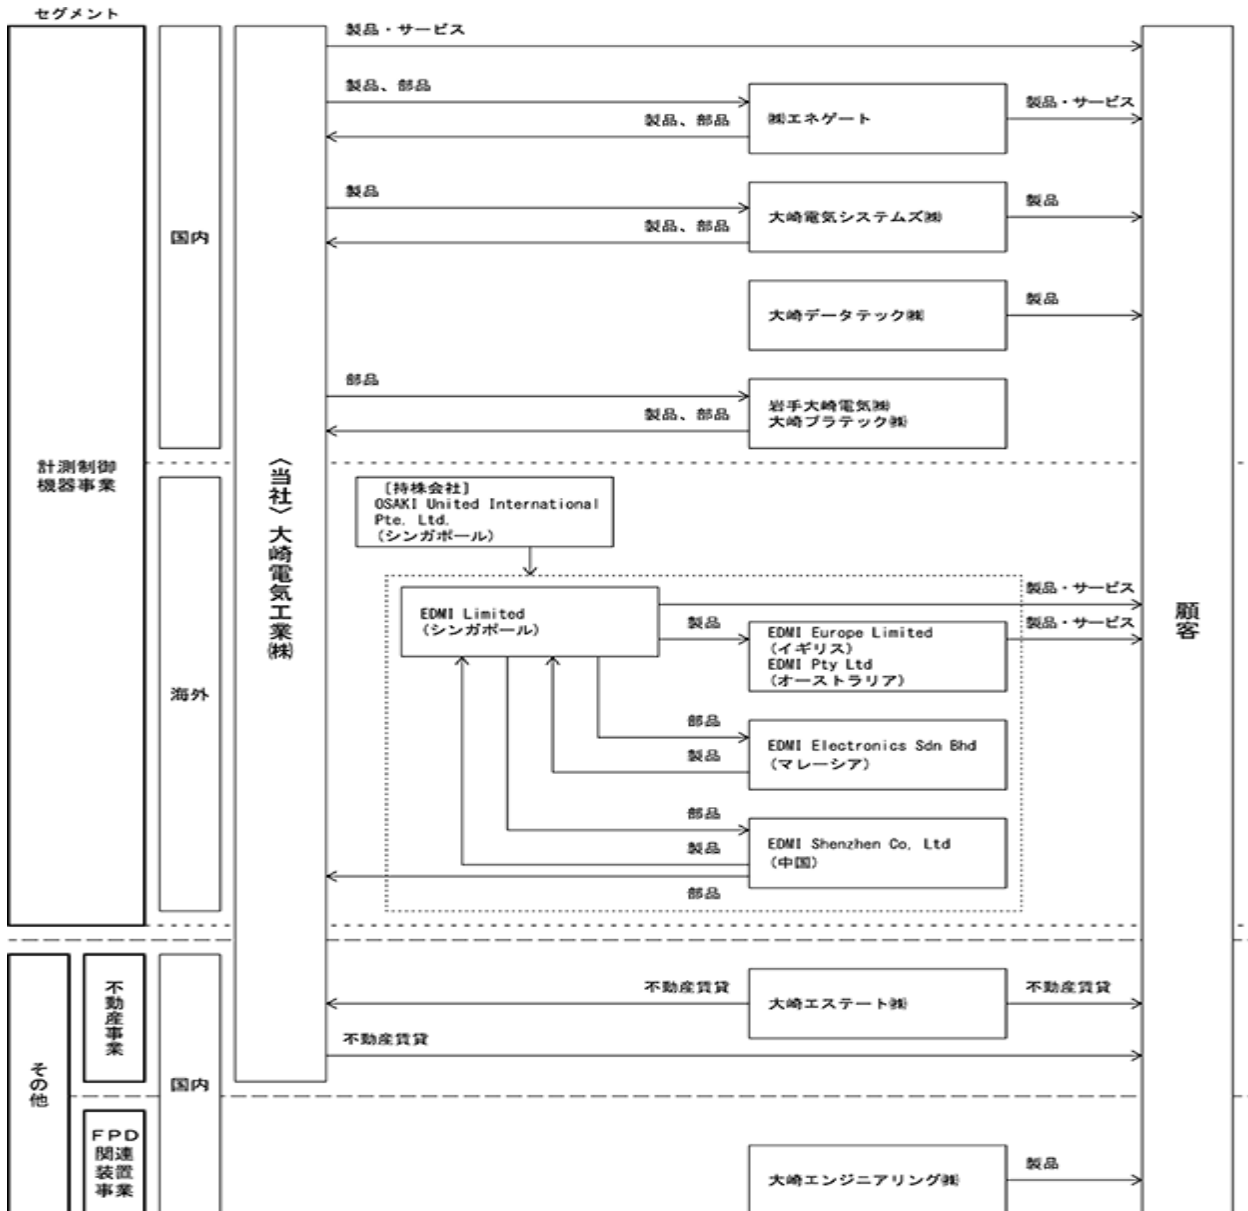 セグメント
計測制御
機器事業
国内
海外
〈当社〉大崎電気工業㈱
顧客
製品・サービス
製品、部品
製品、部品
㈱エネゲート
製品・サービス
製品
製品、部品
大崎電気システムズ㈱
製品
大崎データテック㈱
製品
部品
製品、部品
岩手大崎電気㈱
大崎プラテック㈱
［持株会社］
OSAKI United International
Pte. Ltd.
（シンガポール）
EDMI Limited
（シンガポール）
製品・サービス
製品
EDMI Europe Limited
（イギリス）
EDMI Pty Ltd
（オーストラリア）
製品・サービス
部品
製品
EDMI Electronics Sdn Bhd
（マレーシア）
部品
製品
部品
EDMI Shenzhen Co, Ltd
（中国）
その他
不動産事業
国内
不動産賃貸
大崎エステート㈱
不動産賃貸
不動産賃貸
ＦＰＤ
関連
装置
事業
大崎エンジニアリング㈱
製品